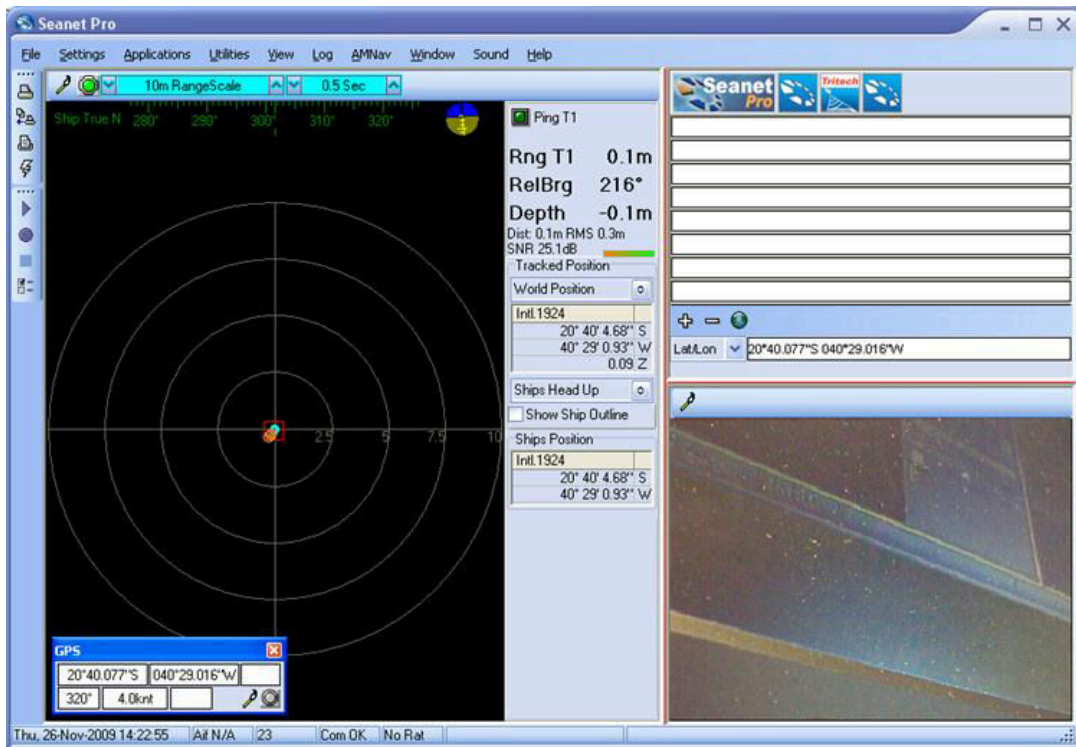 Seanet Pro
File Settings Applications Utilities View Log AMNav Window Sound Help
10m RangeScale 0.5 Sec
Ship True N 280° 290° 300° 310° 320°
2.5 5 7.5 10
Ping T1
Rng T1 0.1m
RelBrg 216°
Depth -0.1m
Dist: 0.1m RMS 0.3m
SNR 25.1dB
Tracked Position
World Position
Intl.1924
20° 40' 4.68'' S
40° 29' 0.93'' W
0.09 Z
Ships Head Up
Show Ship Outline
Ships Position
Intl.1924
20° 40' 4.68'' S
40° 29' 0.93'' W
GPS
20°40.077"S 040°29.016"W
320° 4.0knt
Seanet Pro
Tritech
Lat/Lon 20°40.077"S 040°29.016"W
Thu, 26-Nov-2009 14:22:55 Aif N/A 23 Com OK No Rat